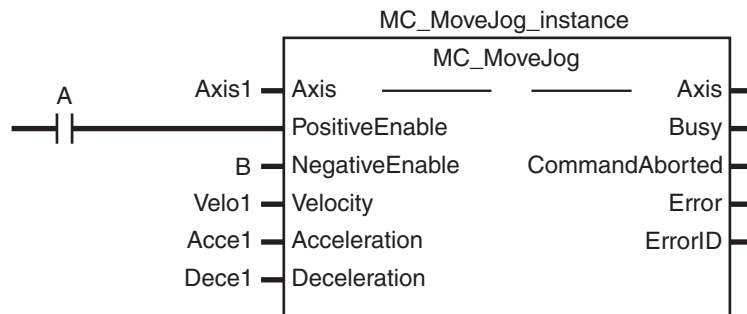 MC_MoveJog_instance
MC_MoveJog
A
Axis1 Axis Axis
PositiveEnable Busy
B NegativeEnable CommandAborted
Velo1 Velocity Error
Acce1 Acceleration ErrorID
Dece1 Deceleration